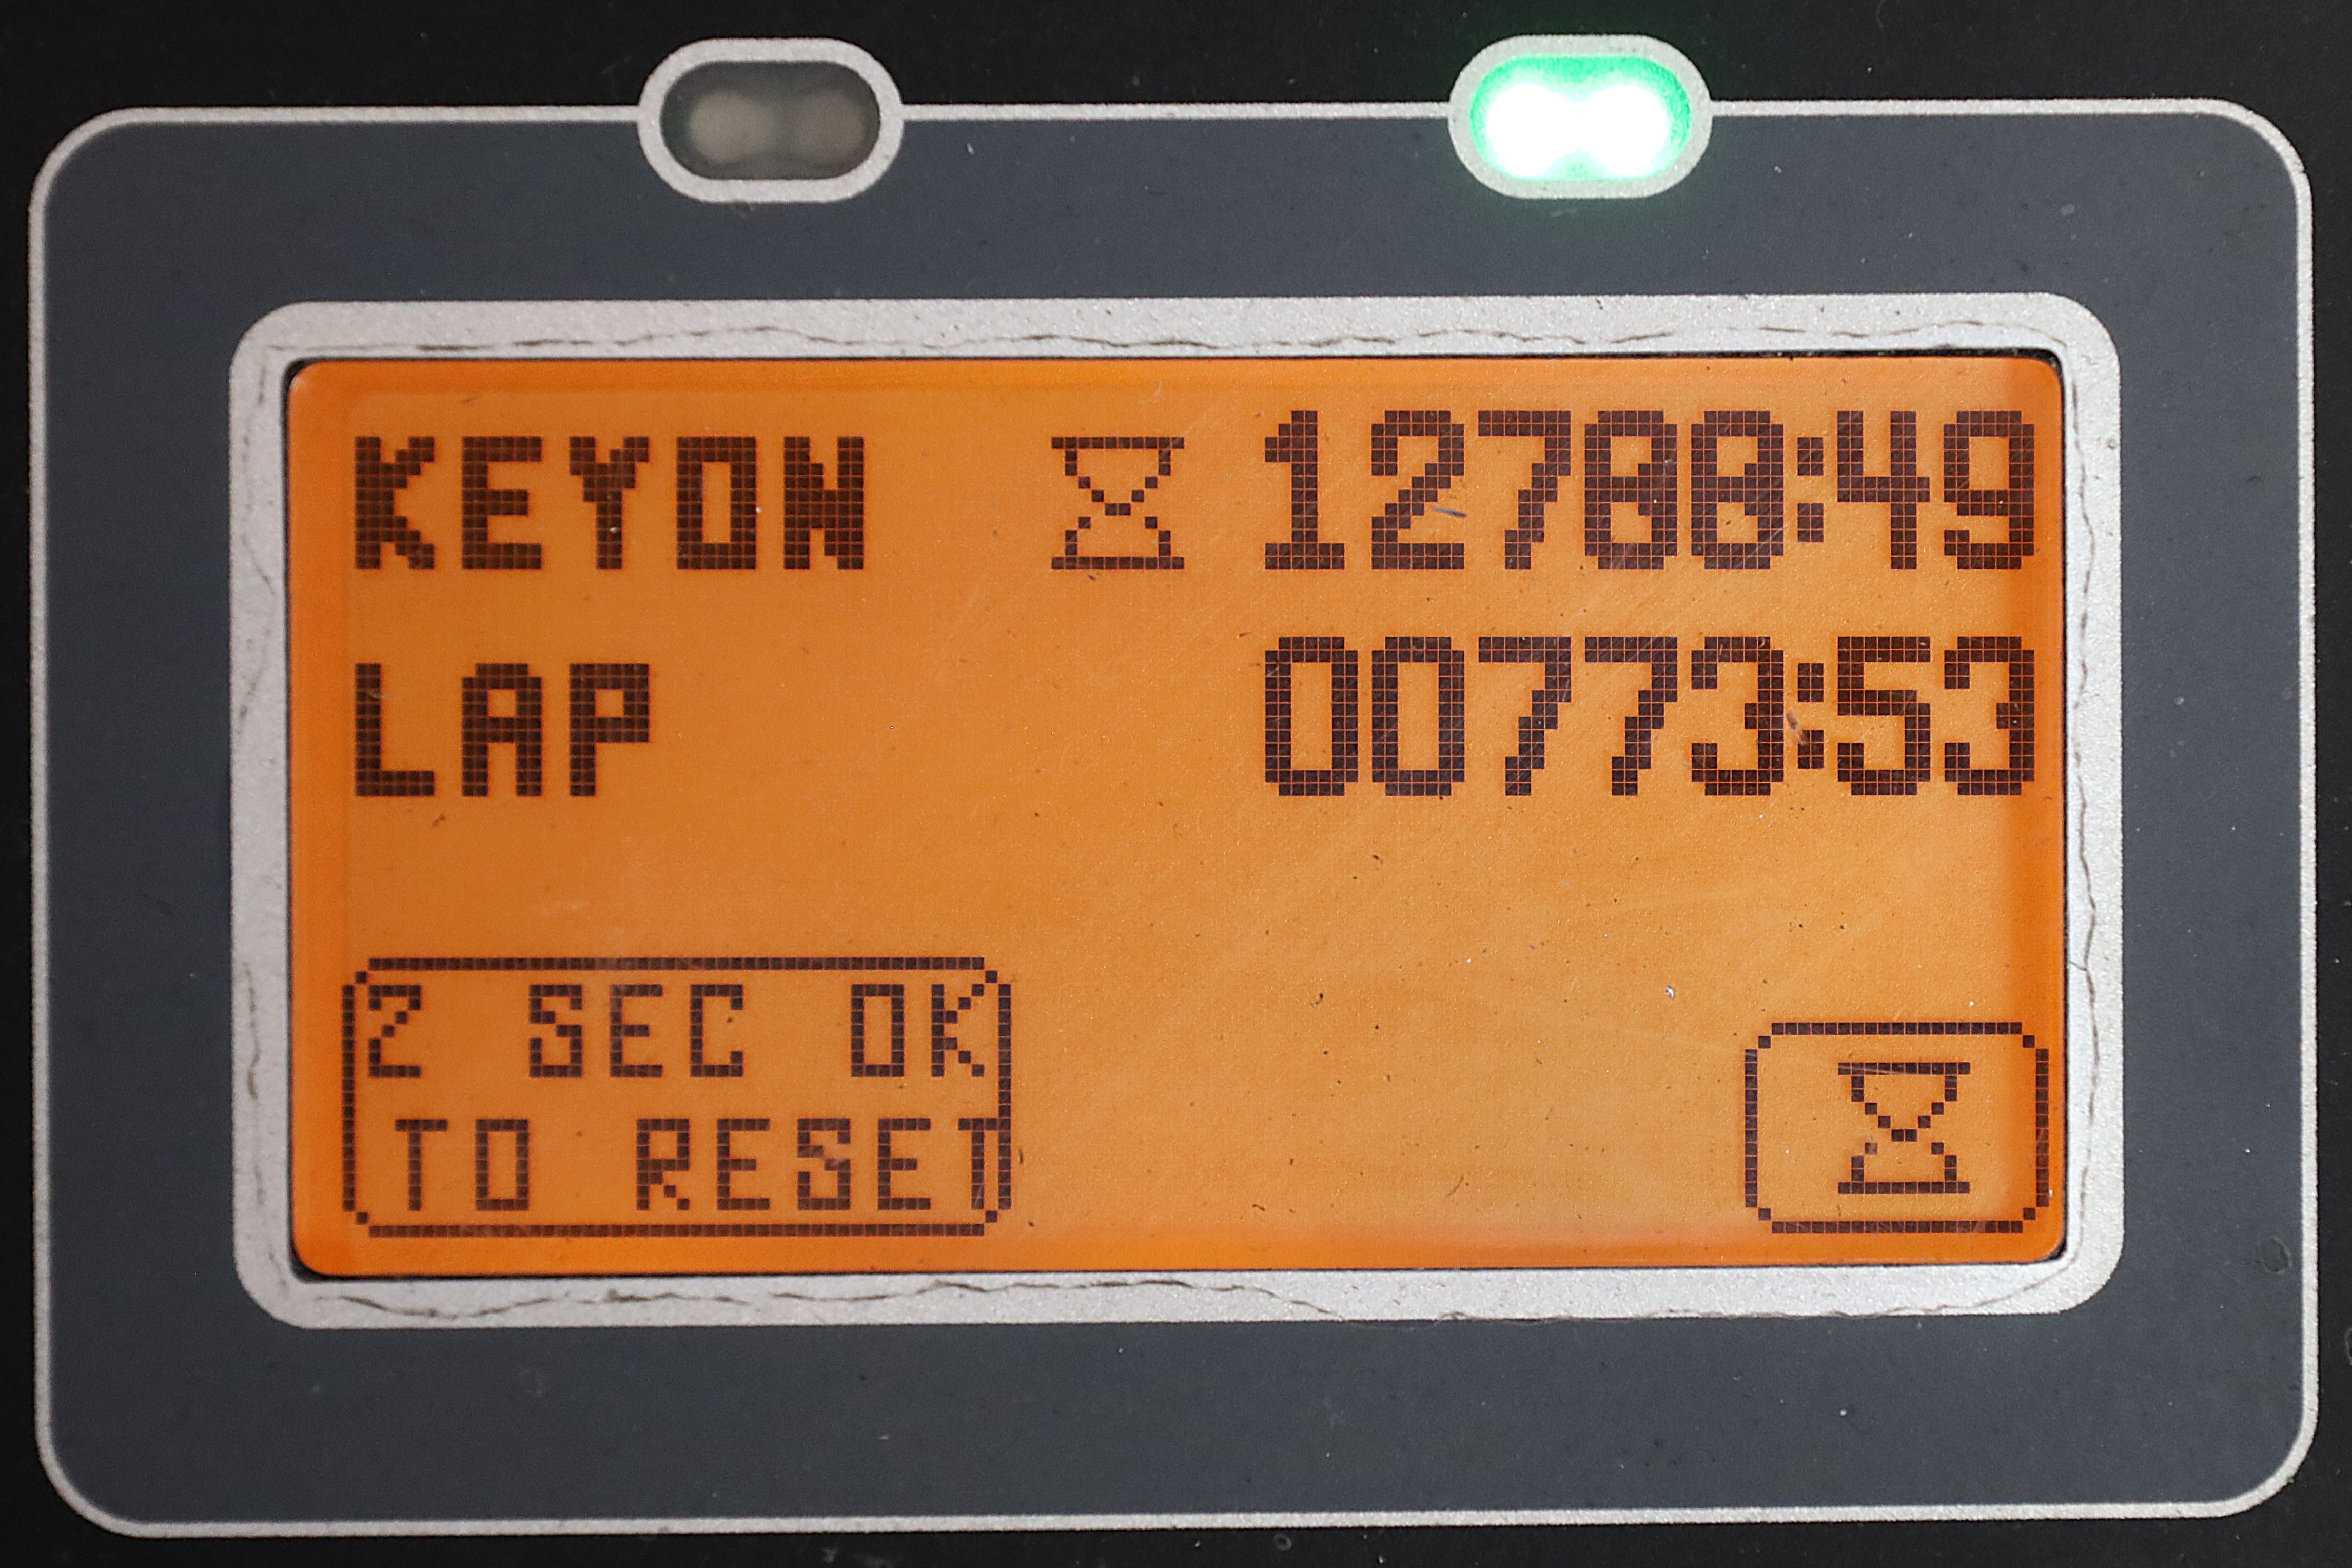 KEYON 12788:49
LAP 00773:53
2 SEC OK
TO RESET